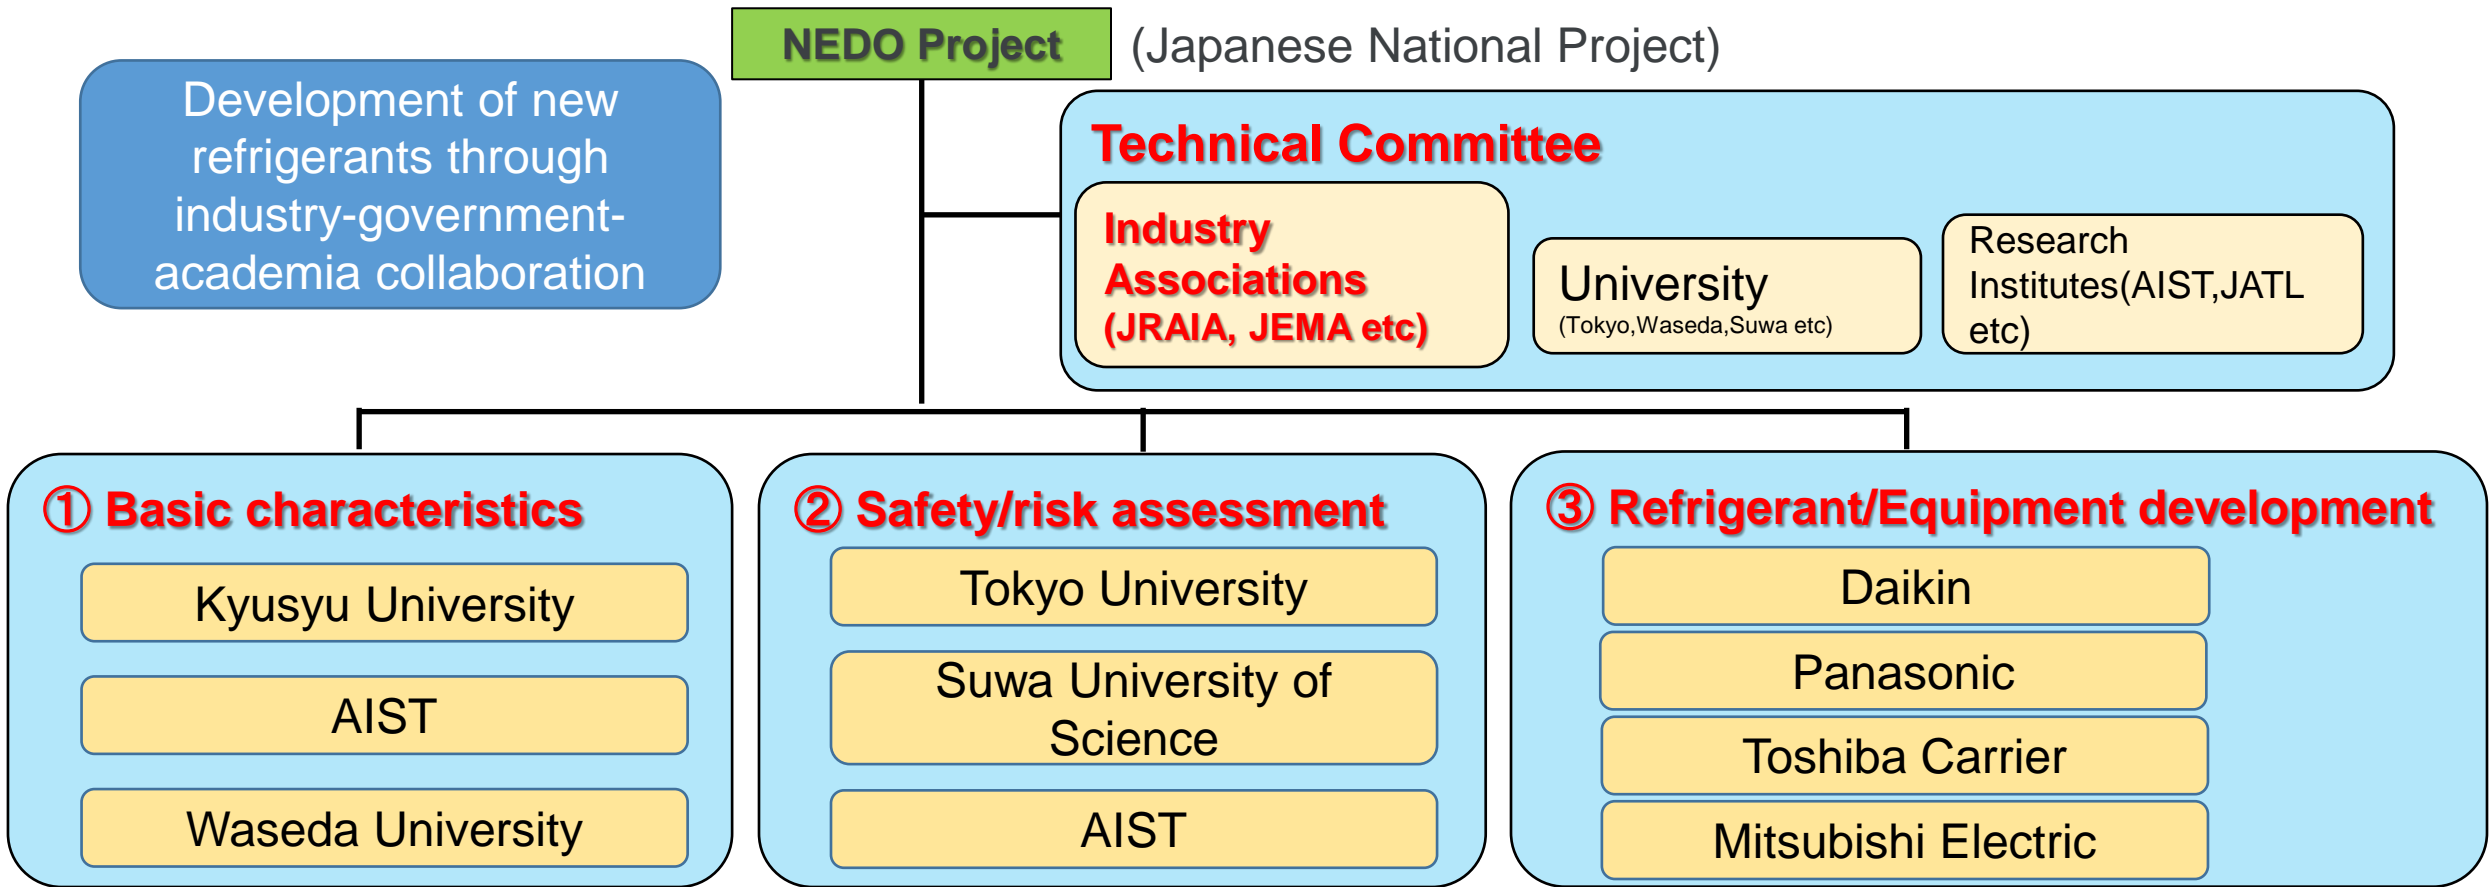 NEDO Project
(Japanese National Project)
Development of new
refrigerants through
industry-government-
academia collaboration
Technical Committee
Industry
Associations
(JRAIA, JEMA etc)
University
(Tokyo,Waseda,Suwa etc)
Research
Institutes(AIST,JATL
etc)
① Basic characteristics
Kyusyu University
AIST
Waseda University
② Safety/risk assessment
Tokyo University
Suwa University of
Science
AIST
③ Refrigerant/Equipment development
Daikin
Panasonic
Toshiba Carrier
Mitsubishi Electric